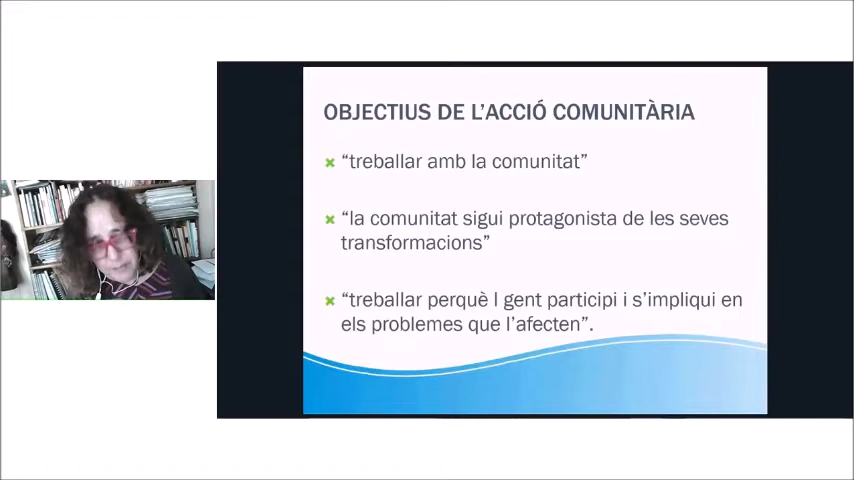 OBJECTIUS DE L’ACCIÓ COMUNITÀRIA
“treballar amb la comunitat”
“la comunitat sigui protagonista de les seves
transformacions”
“treballar perquè l gent participi i s’impliqui en
els problemes que l’afecten”.